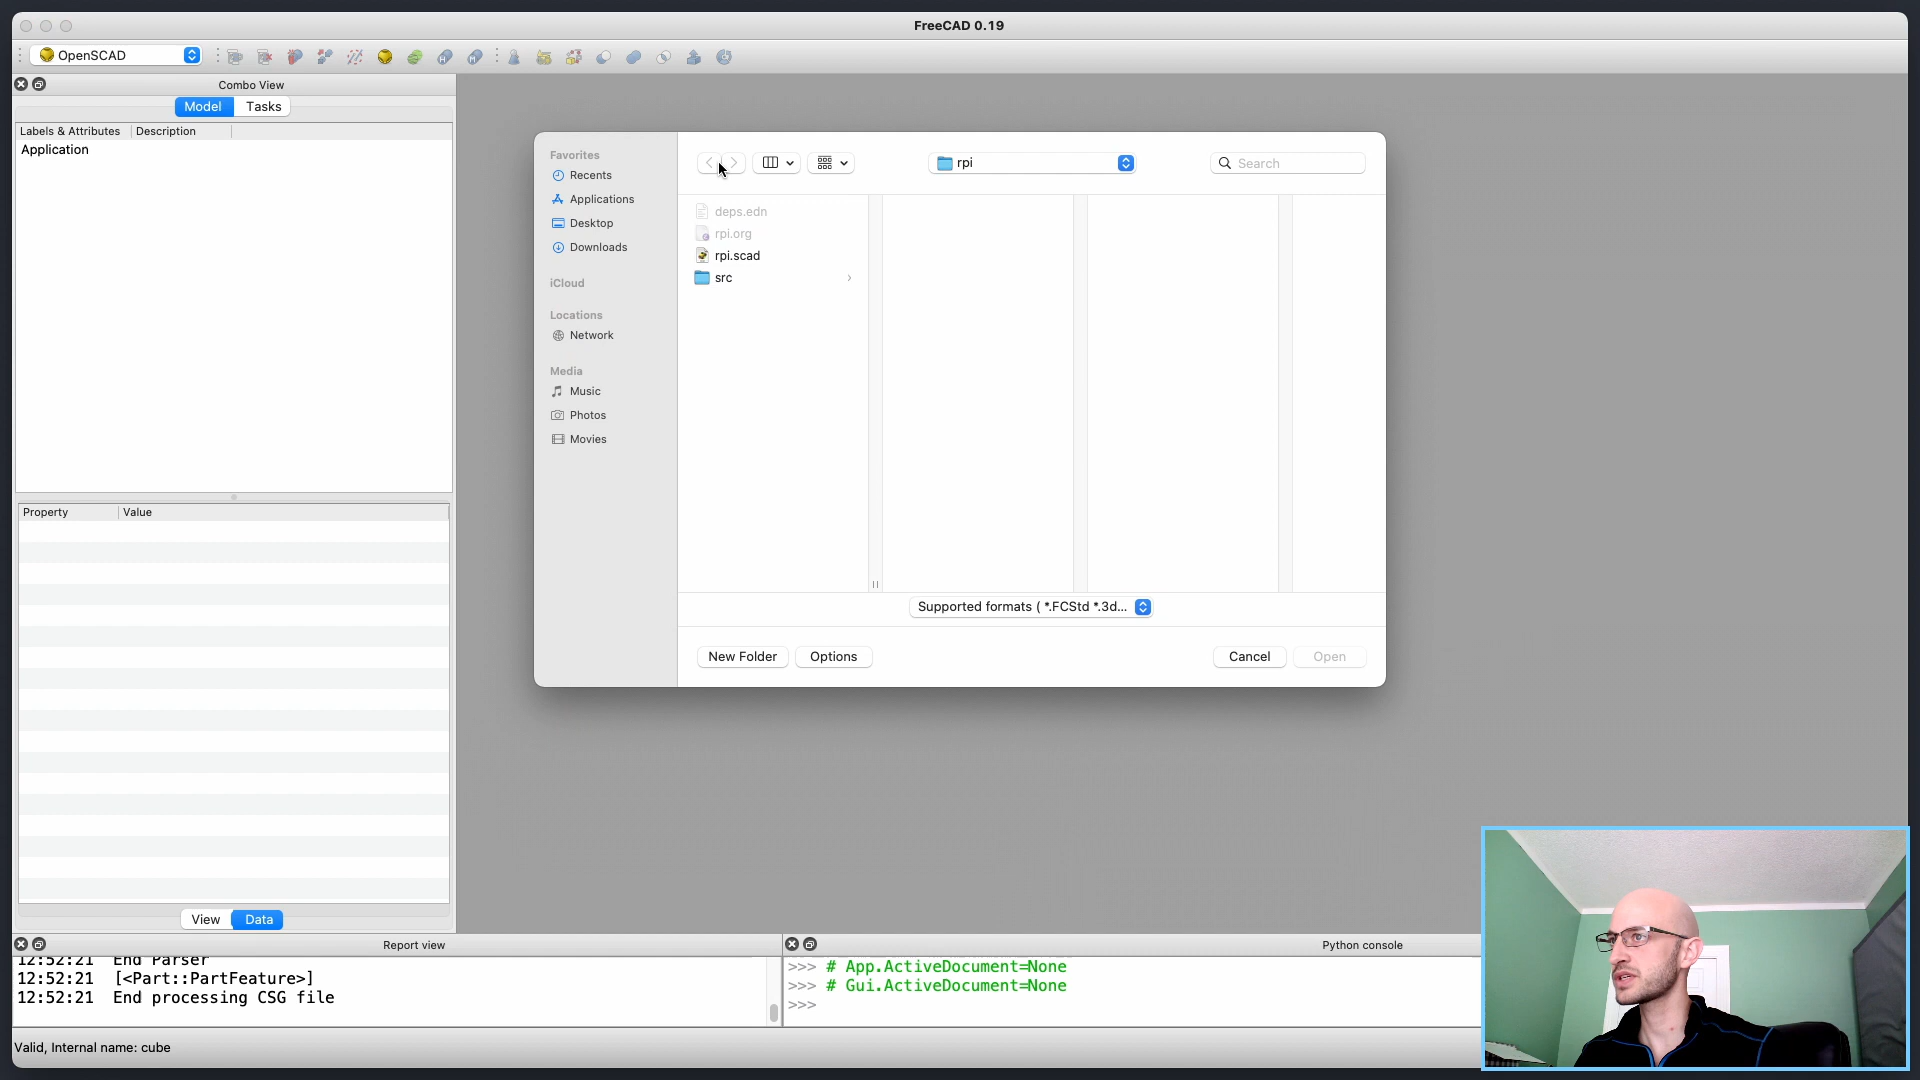 FreeCAD 0.19
OpenSCAD
Combo View
Model
Tasks
Labels & Attributes
Description
Application
Property
Value
View
Data
Favorites
Recents
Applications
Desktop
Downloads
iCloud
Locations
Network
Media
Music
Photos
Movies
rpi
Search
deps.edn
rpi.org
rpi.scad
src
Supported formats ( *.FCStd *.3d...
New Folder
Options
Cancel
Open
Report view
12:52:21 End Parser
12:52:21 [<Part::PartFeature>]
12:52:21 End processing CSG file
Python console
>>> # App.ActiveDocument=None
>>> # Gui.ActiveDocument=None
>>>
Valid, Internal name: cube